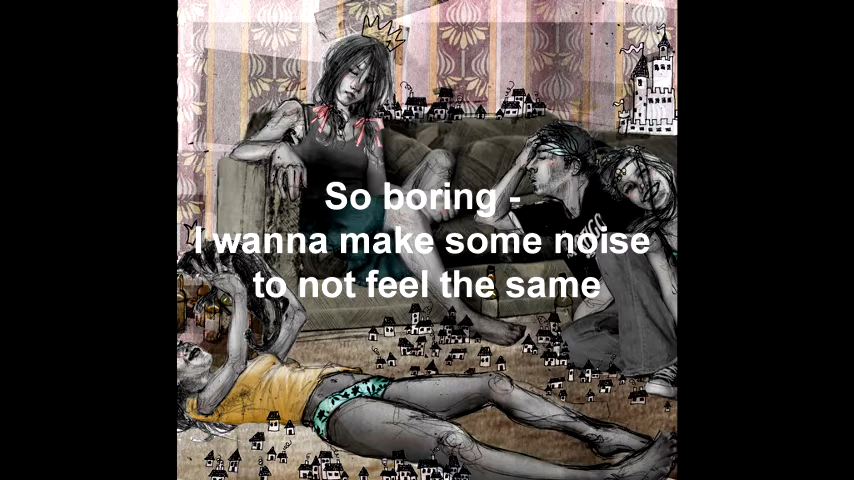 So boring -
I wanna make some noise
to not feel the same